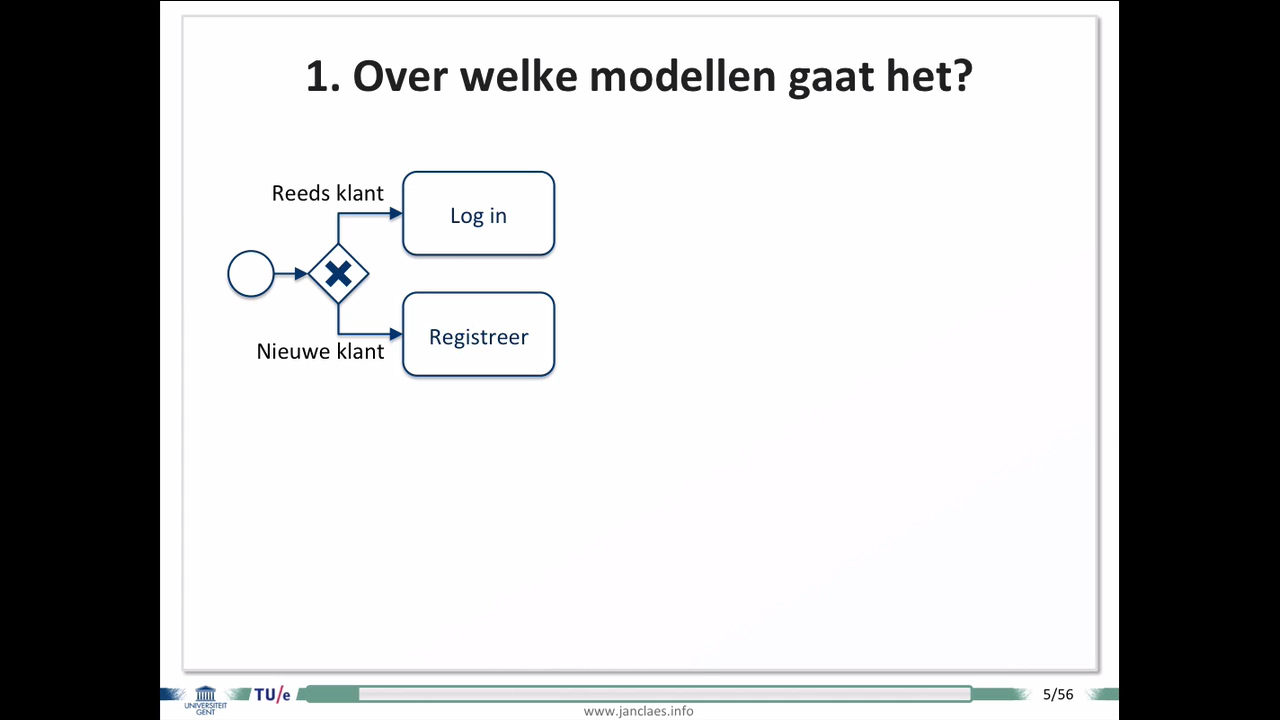 1. Over welke modellen gaat het?
Reeds klant
Log in
Registreer
Nieuwe klant
UNIVERSITEIT
GENT
TU/e
5/56
www.janclaes.info